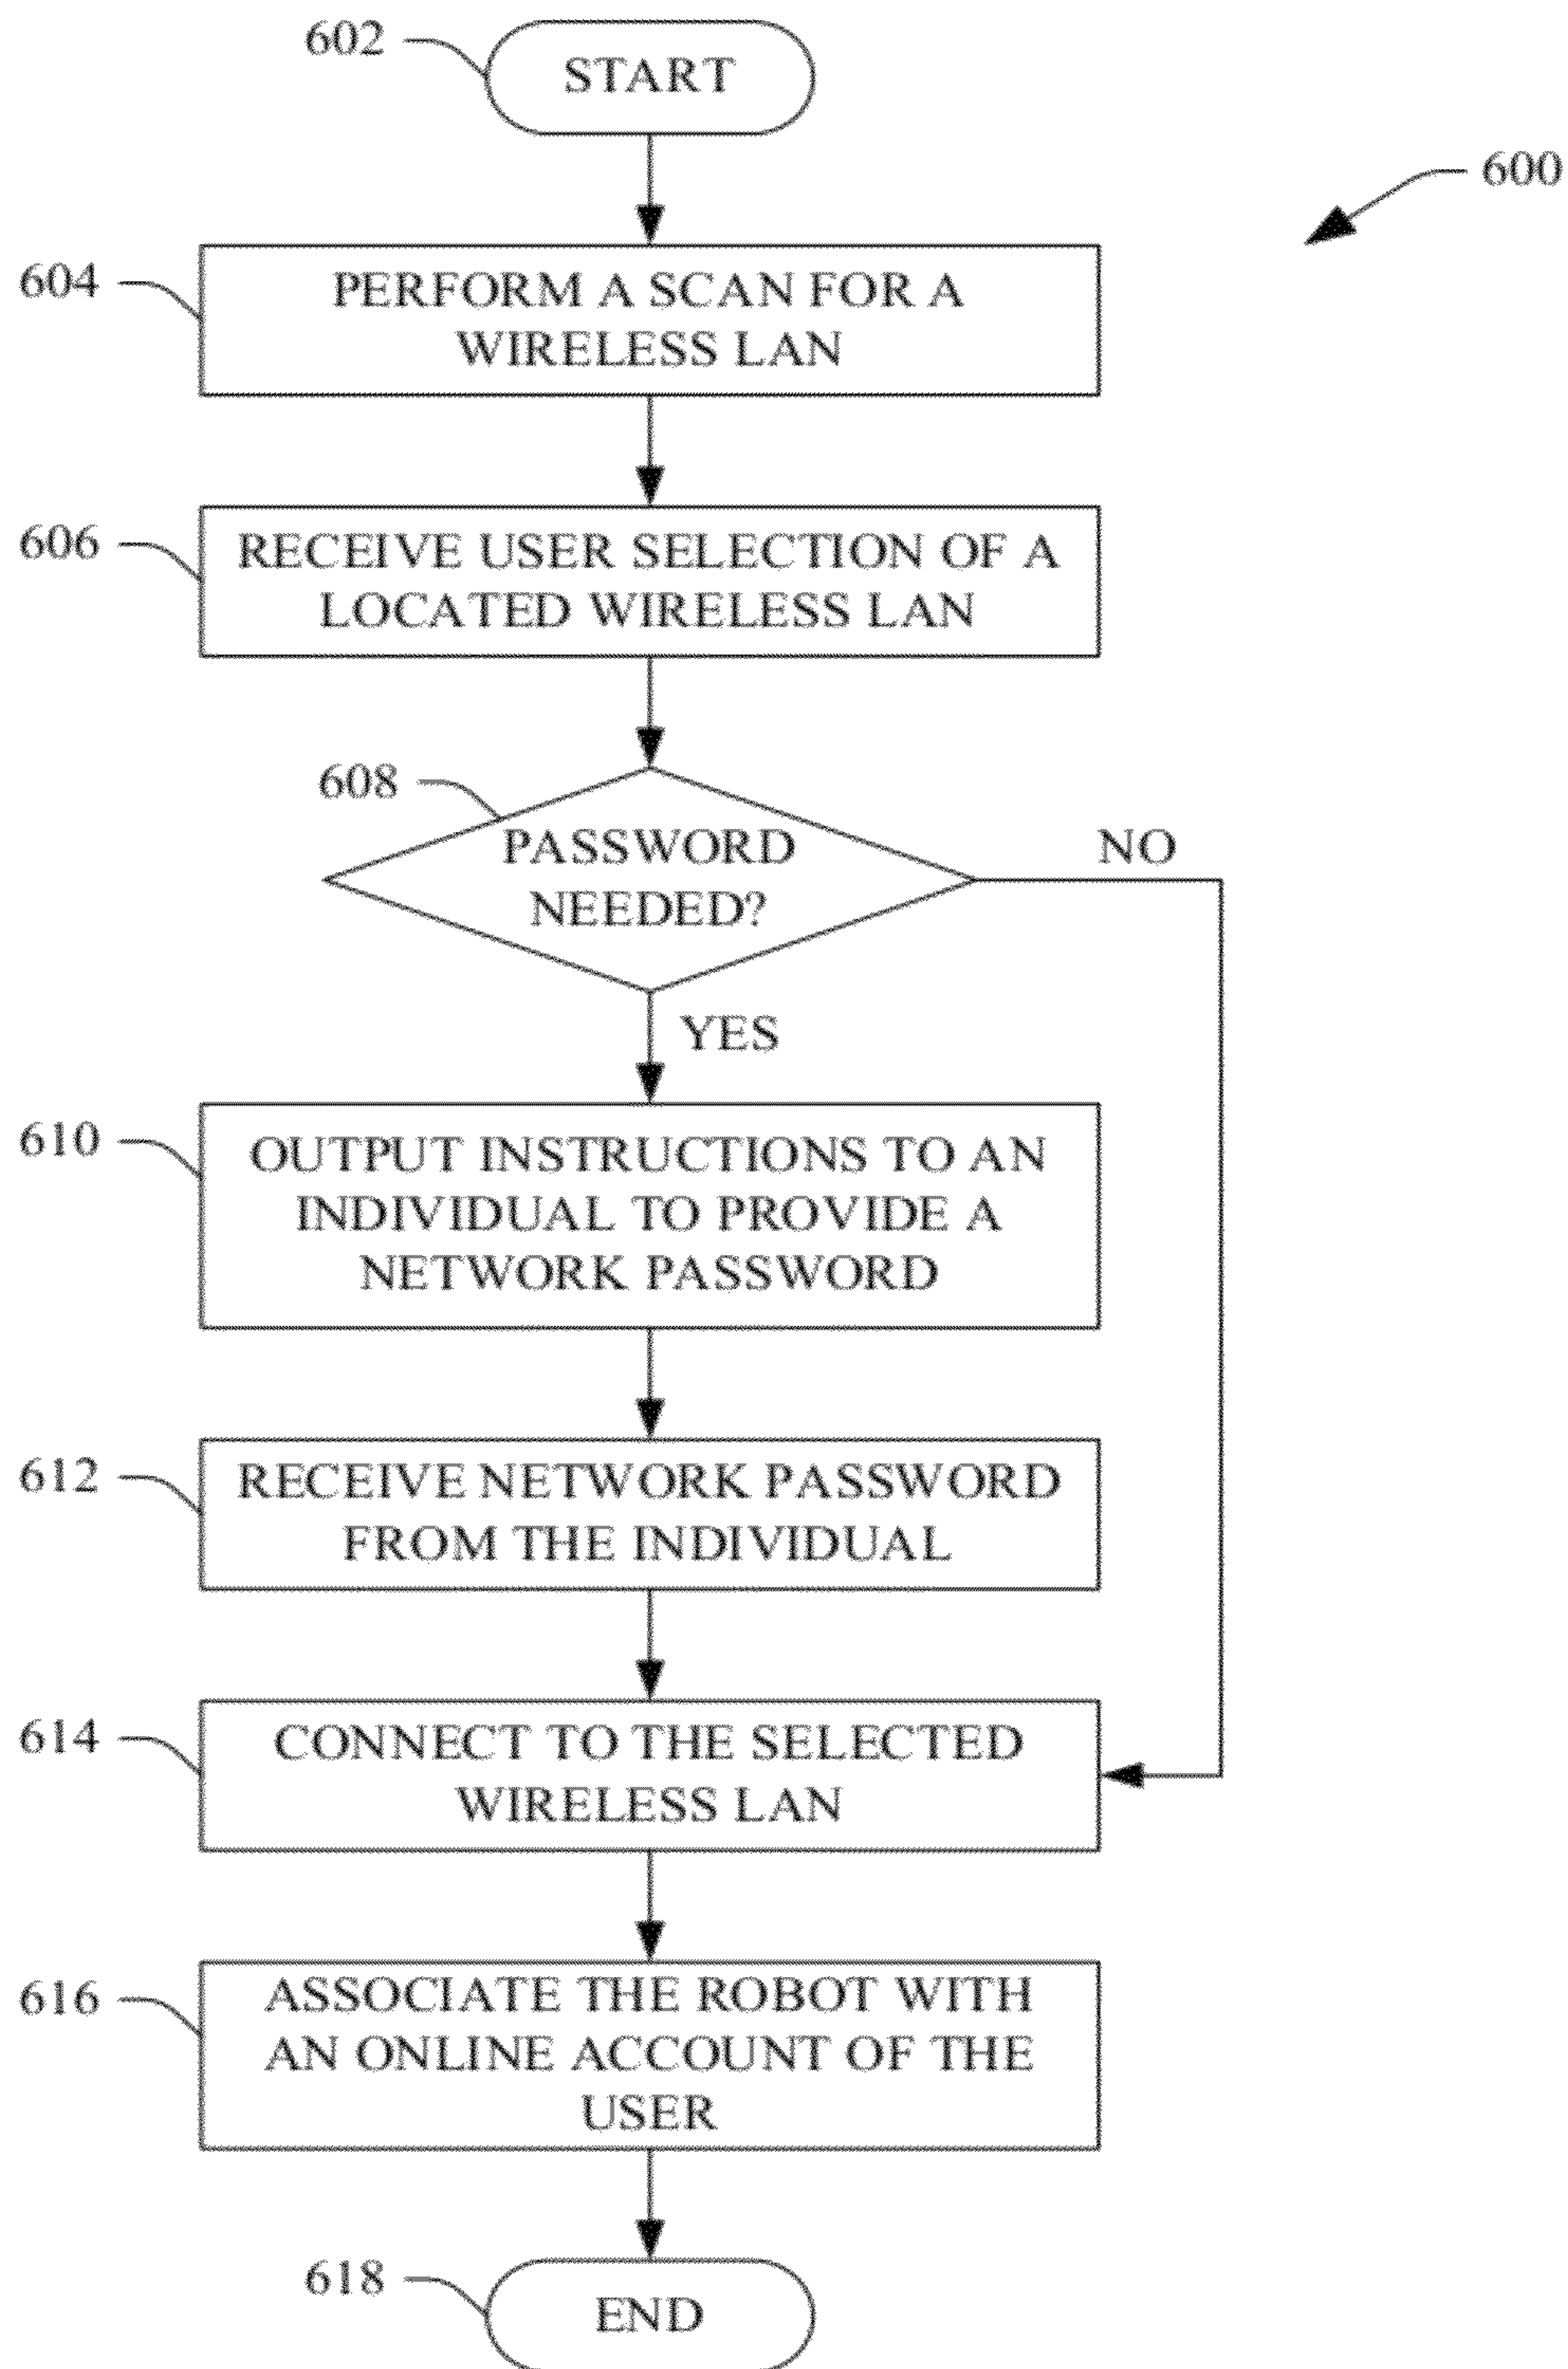 602
START
600
604
PERFORM A SCAN FOR A
WIRELESS LAN
606
RECEIVE USER SELECTION OF A
LOCATED WIRELESS LAN
608
PASSWORD
NEEDED?
NO
YES
610
OUTPUT INSTRUCTIONS TO AN
INDIVIDUAL TO PROVIDE A
NETWORK PASSWORD
612
RECEIVE NETWORK PASSWORD
FROM THE INDIVIDUAL
614
CONNECT TO THE SELECTED
WIRELESS LAN
616
ASSOCIATE THE ROBOT WITH
AN ONLINE ACCOUNT OF THE
USER
618
END